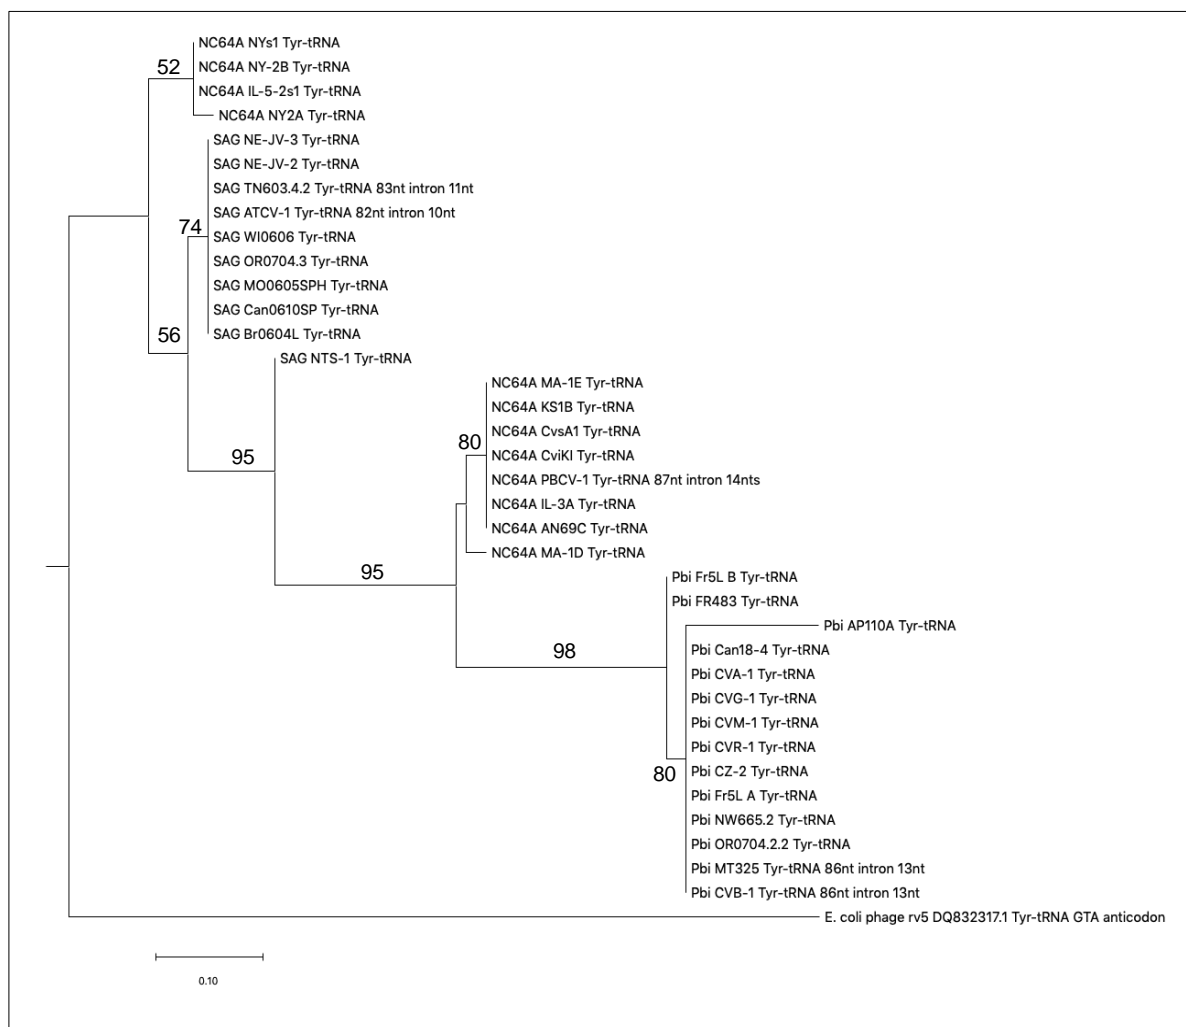 NC64A NYs1 Tyr-tRNA
52
NC64A NY-2B Tyr-tRNA
NC64A IL-5-2s1 Tyr-tRNA
NC64A NY2A Tyr-tRNA
SAG NE-JV-3 Tyr-tRNA
SAG NE-JV-2 Tyr-tRNA
SAG TN603.4.2 Tyr-tRNA 83nt intron 11nt
SAG ATCV-1 Tyr-tRNA 82nt intron 10nt
74
SAG WI0606 Tyr-tRNA
SAG OR0704.3 Tyr-tRNA
SAG MO0605SPH Tyr-tRNA
SAG Can0610SP Tyr-tRNA
56
SAG Br0604L Tyr-tRNA
SAG NTS-1 Tyr-tRNA
NC64A MA-1E Tyr-tRNA
NC64A KS1B Tyr-tRNA
NC64A CvsA1 Tyr-tRNA
80
NC64A CviKI Tyr-tRNA
95
NC64A PBCV-1 Tyr-tRNA 87nt intron 14nts
NC64A IL-3A Tyr-tRNA
NC64A AN69C Tyr-tRNA
NC64A MA-1D Tyr-tRNA
95
Pbi Fr5L B Tyr-tRNA
Pbi FR483 Tyr-tRNA
Pbi AP110A Tyr-tRNA
98
Pbi Can18-4 Tyr-tRNA
Pbi CVA-1 Tyr-tRNA
Pbi CVG-1 Tyr-tRNA
Pbi CVM-1 Tyr-tRNA
Pbi CVR-1 Tyr-tRNA
80
Pbi CZ-2 Tyr-tRNA
Pbi Fr5L A Tyr-tRNA
Pbi NW665.2 Tyr-tRNA
Pbi OR0704.2.2 Tyr-tRNA
Pbi MT325 Tyr-tRNA 86nt intron 13nt
Pbi CVB-1 Tyr-tRNA 86nt intron 13nt
E. coli phage rv5 DQ832317.1 Tyr-tRNA GTA anticodon
0.10